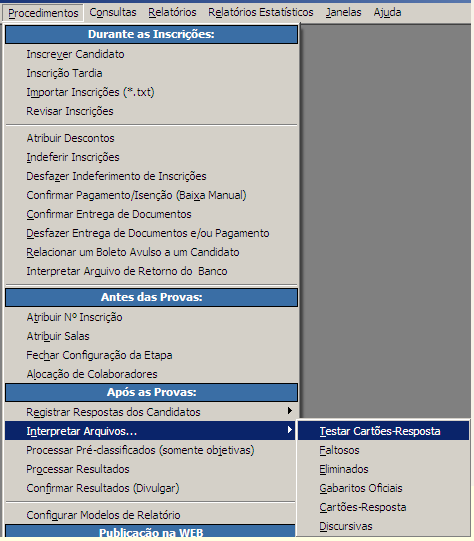 Procedimentos Consultas Relatórios Relatórios Estatísticos Janelas Ajuda
Durante as Inscrições:
Inscrever Candidato
Inscrição Tardia
Importar Inscrições (*.txt)
Revisar Inscrições
Atribuir Descontos
Indeferir Inscrições
Desfazer Indeferimento de Inscrições
Confirmar Pagamento/Isenção (Baixa Manual)
Confirmar Entrega de Documentos
Desfazer Entrega de Documentos e/ou Pagamento
Relacionar um Boleto Avulso a um Candidato
Interpretar Arquivo de Retorno do Banco
Antes das Provas:
Atribuir Nº Inscrição
Atribuir Salas
Fechar Configuração da Etapa
Alocação de Colaboradores
Após as Provas:
Registrar Respostas dos Candidatos
Interpretar Arquivos...
Testar Cartões-Resposta
Faltosos
Eliminados
Gabaritos Oficiais
Cartões-Resposta
Discursivas
Processar Pré-classificados (somente objetivas)
Processar Resultados
Confirmar Resultados (Divulgar)
Configurar Modelos de Relatório
Publicação na WEB